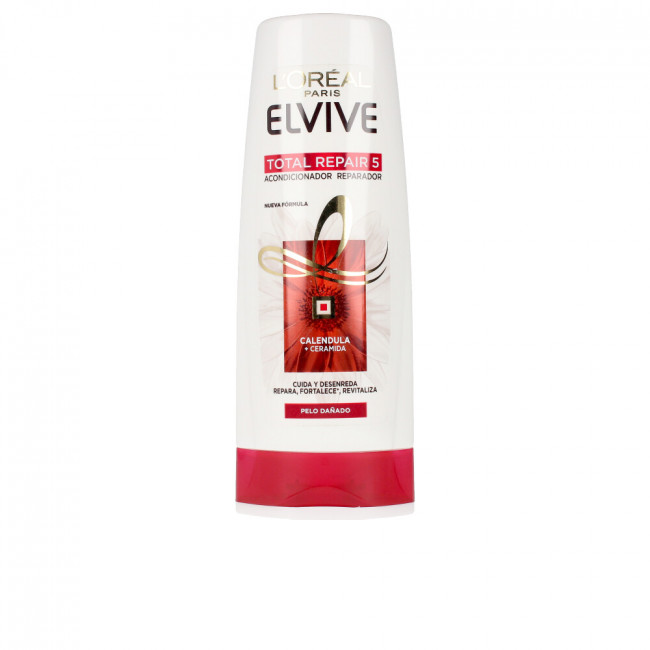 L'ORÉAL
PARIS
ELVIVE
TOTAL REPAIR 5
ACONDICIONADOR REPARADOR
NUEVA FÓRMULA
CALENDULA
+ CERAMIDA
CUIDA Y DESENREDA
REPARA, FORTALECE*, REVITALIZA
PELO DAÑADO